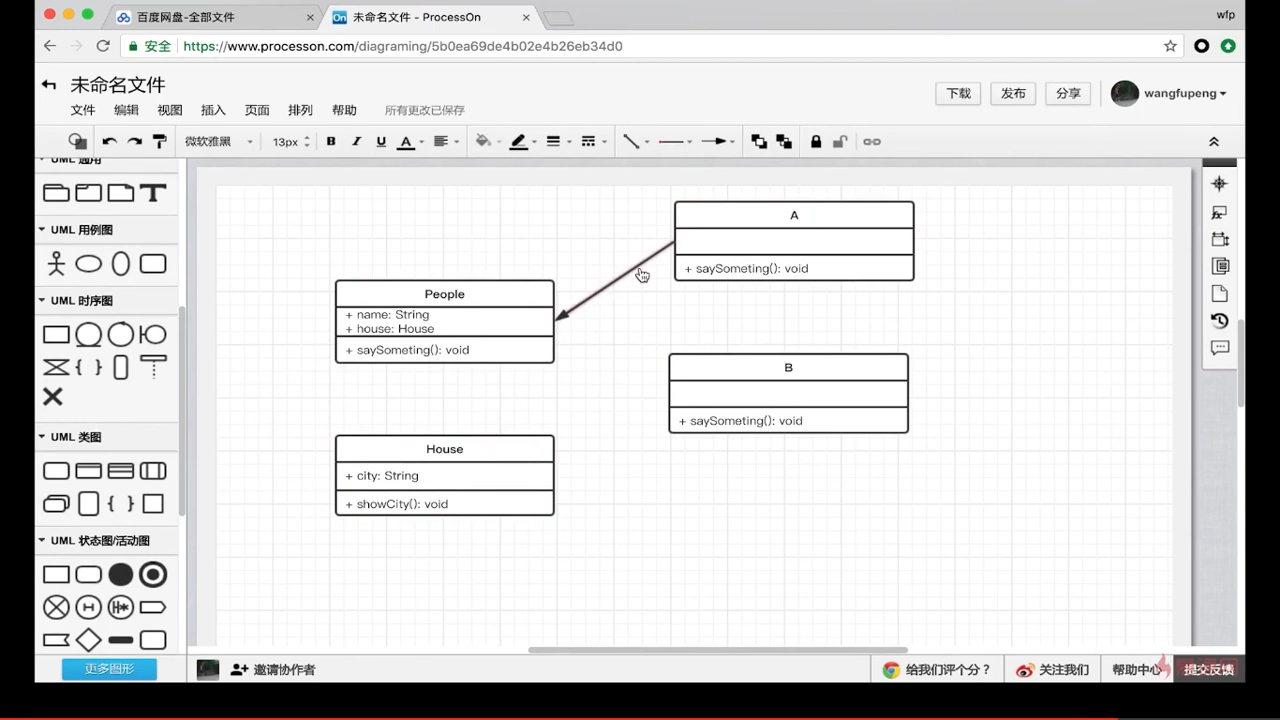 百度网盘-全部文件
未命名文件 - ProcessOn
wfp
安全 https://www.processon.com/diagraming/5b0ea69de4b02e4b26eb34d0
未命名文件
文件 编辑 视图 插入 页面 排列 帮助 所有更改已保存
下载 发布 分享 wangfupeng
微软雅黑 13px B I U A
UML 通用
UML 用例图
UML 时序图
UML 类图
UML 状态图/活动图
更多图形
A
+ saySometing(): void
People
+ name: String
+ house: House
+ saySometing(): void
B
+ saySometing(): void
House
+ city: String
+ showCity(): void
邀请协作者
给我们评个分？
关注我们
帮助中心
提交反馈